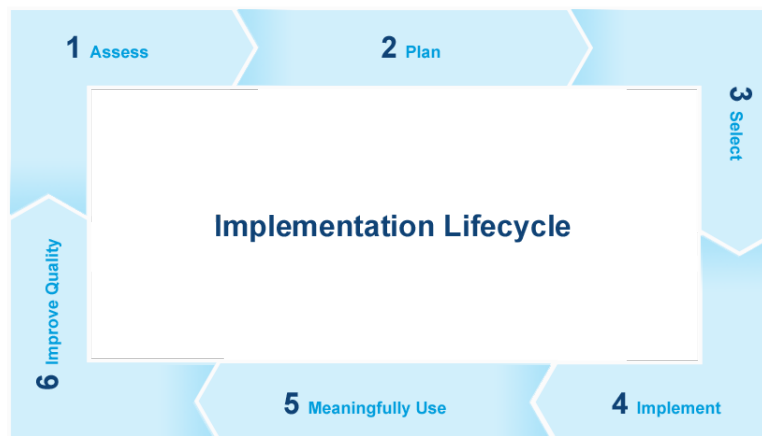 1 Assess
2 Plan
3 Select
4 Implement
5 Meaningfully Use
6 Improve Quality
Implementation Lifecycle